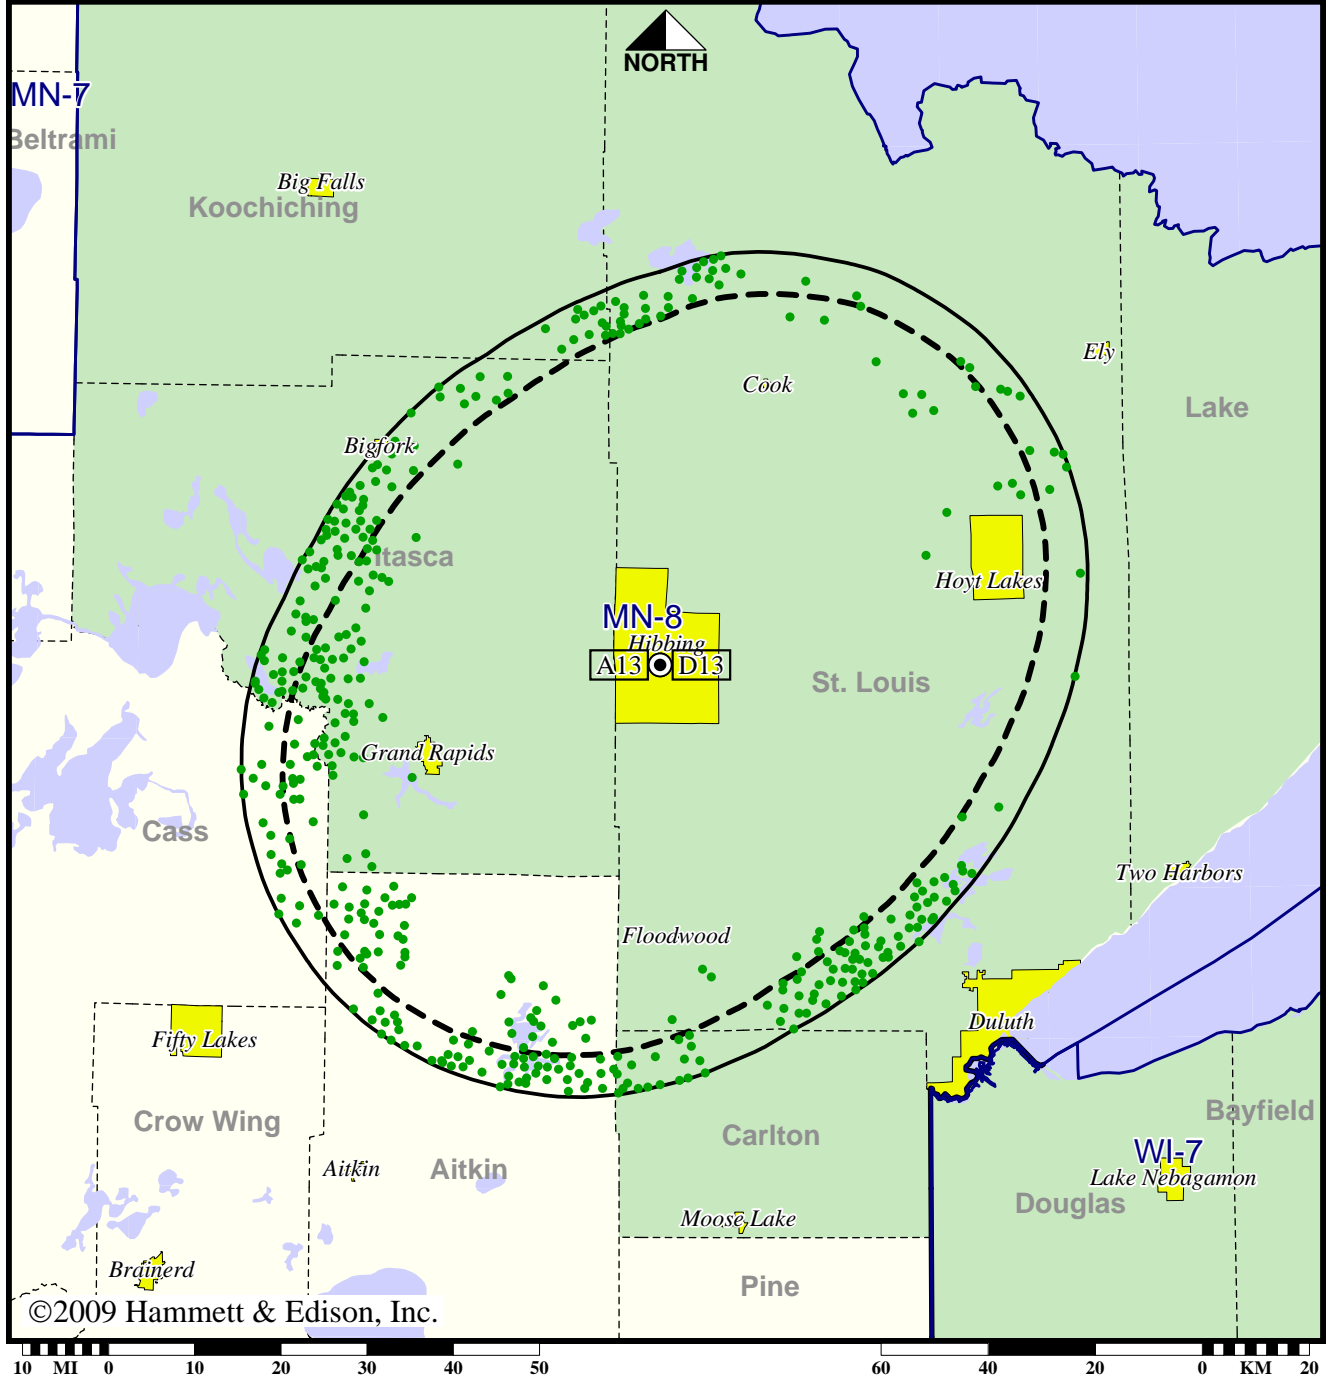 NORTH
MN-7
Beltrami
Big Falls
Koochiching
Ely
Cook
Lake
Bigfork
Itasca
Hoyt Lakes
MN-8
Hibbing
A13
D13
St. Louis
Grand Rapids
Cass
Two Harbors
Floodwood
Duluth
Fifty Lakes
Bayfield
Crow Wing
Carlton
WI-7
Aitkin
Aitkin
Lake Nebagamon
Douglas
Moose Lake
Brainerd
Pine
©2009 Hammett & Edison, Inc.
10 MI 0 10 20 30 40 50 60 40 20 0 KM 20